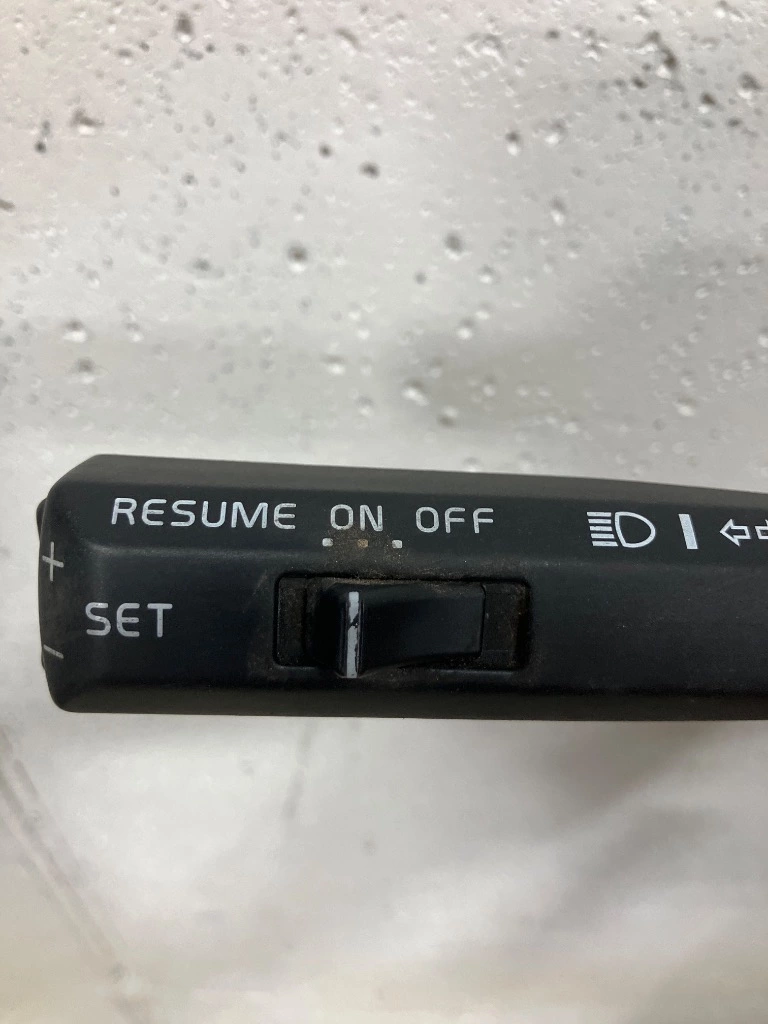 RESUME ON OFF
+
SET
−